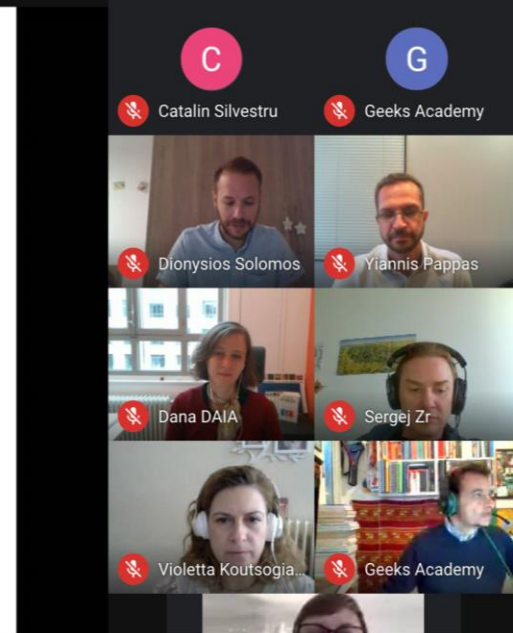 C
G
Catalin Silvestru
Geeks Academy
Dionysios Solomos
Yiannis Pappas
Dana DAIA
Sergej Zr
Violetta Koutsogia...
Geeks Academy